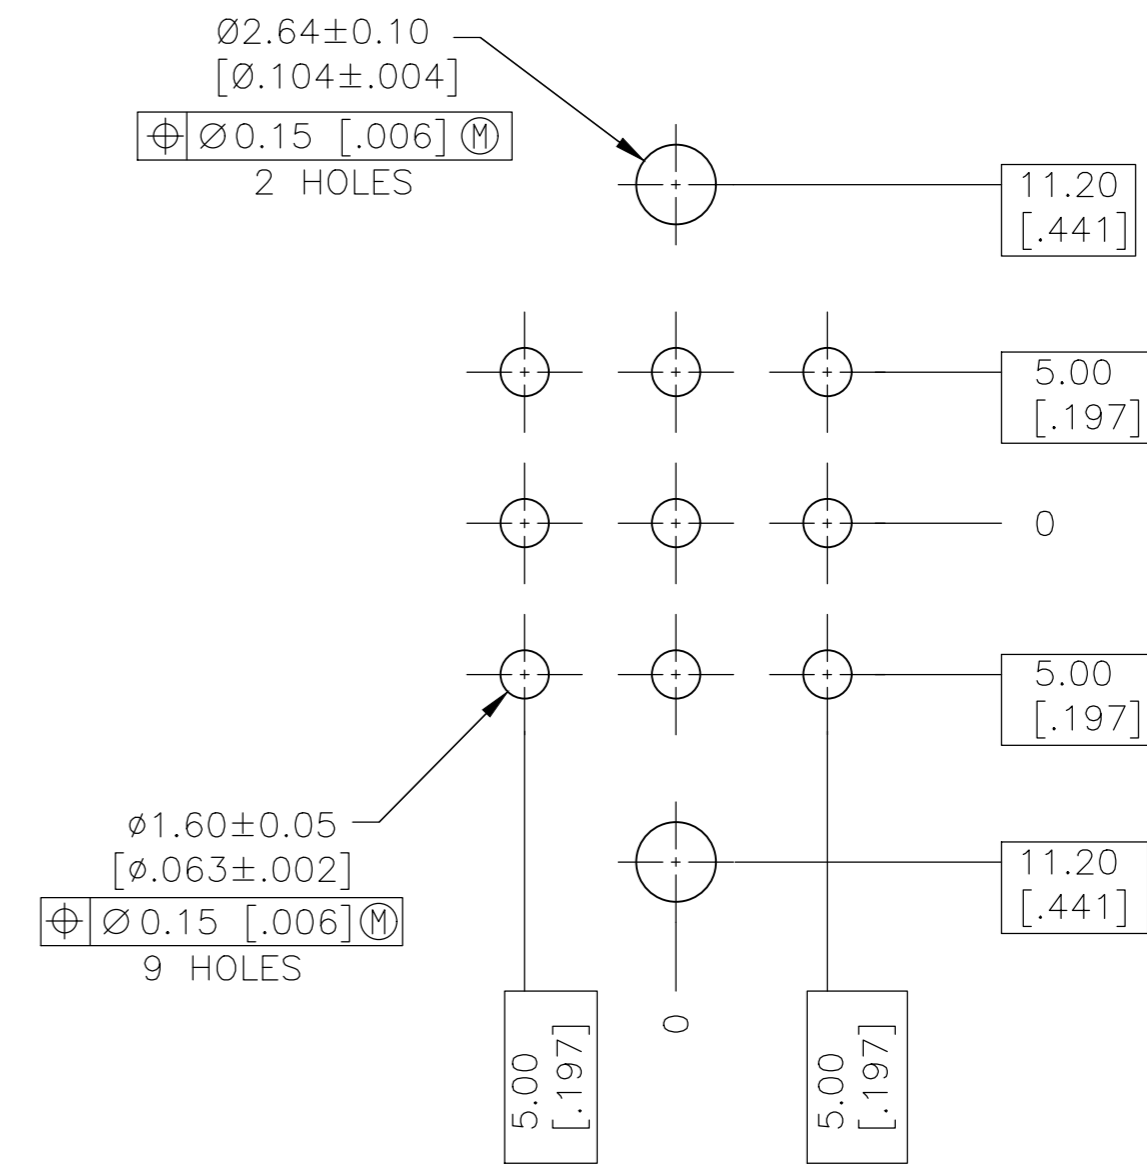 Ø2.64±0.10
[Ø.104±.004]
⌖ Ø0.15 [.006] Ⓜ
2 HOLES
11.20
[.441]
5.00
[.197]
0
5.00
[.197]
ø1.60±0.05
[ø.063±.002]
⌖ Ø0.15 [.006] Ⓜ
9 HOLES
11.20
[.441]
5.00
[.197]
0
5.00
[.197]